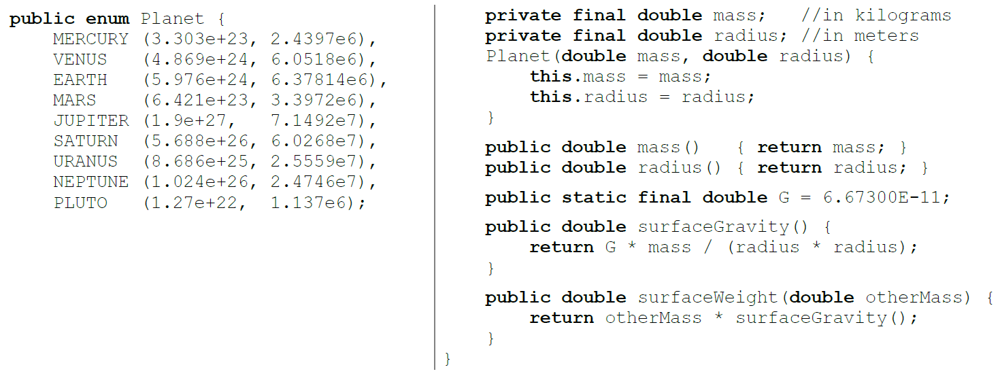 public enum Planet {
    MERCURY (3.303e+23, 2.4397e6),
    VENUS   (4.869e+24, 6.0518e6),
    EARTH   (5.976e+24, 6.37814e6),
    MARS    (6.421e+23, 3.3972e6),
    JUPITER (1.9e+27,   7.1492e7),
    SATURN  (5.688e+26, 6.0268e7),
    URANUS  (8.686e+25, 2.5559e7),
    NEPTUNE (1.024e+26, 2.4746e7),
    PLUTO   (1.27e+22,  1.137e6);
    private final double mass;   //in kilograms
    private final double radius; //in meters
    Planet(double mass, double radius) {
        this.mass = mass;
        this.radius = radius;
    }
    public double mass()   { return mass; }
    public double radius() { return radius; }
    public static final double G = 6.67300E-11;
    public double surfaceGravity() {
        return G * mass / (radius * radius);
    }
    public double surfaceWeight(double otherMass) {
        return otherMass * surfaceGravity();
    }
}